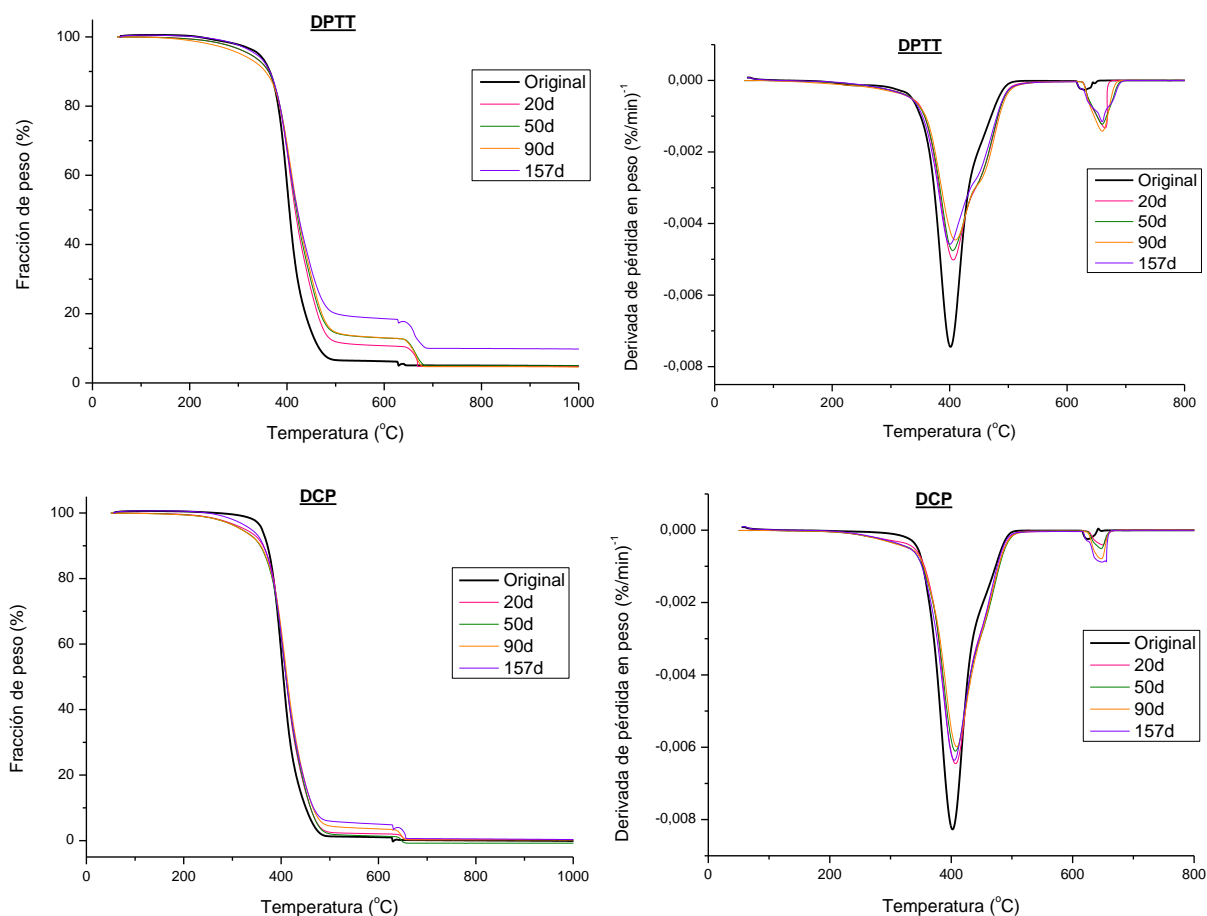 DPTT
Fracción de peso (%)
100
80
60
40
20
0
0
200
400
600
800
1000
Temperatura (°C)
Original
20d
50d
90d
157d
DPTT
Derivada de pérdida en peso (%/min)⁻¹
0,000
-0,002
-0,004
-0,006
-0,008
0
200
400
600
800
Temperatura (°C)
Original
20d
50d
90d
157d
DCP
Fracción de peso (%)
100
80
60
40
20
0
0
200
400
600
800
1000
Temperatura (°C)
Original
20d
50d
90d
157d
DCP
Derivada de pérdida en peso (%/min)⁻¹
0,000
-0,002
-0,004
-0,006
-0,008
0
200
400
600
800
Temperatura (°C)
Original
20d
50d
90d
157d